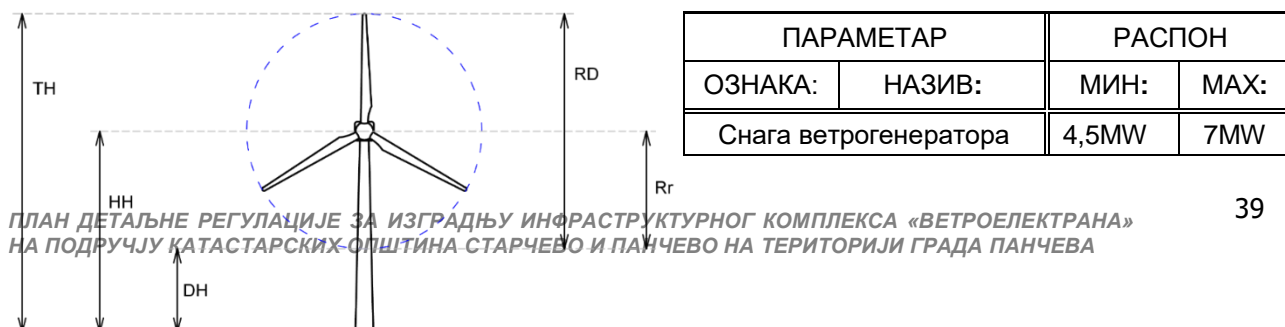 TH
RD
HH
Rr
DH
ПАРАМЕТАР РАСПОН
ОЗНАКА: НАЗИВ: МИН: МАХ:
Снага ветрогенератора 4,5MW 7MW
39
ПЛАН ДЕТАЉНЕ РЕГУЛАЦИЈЕ ЗА ИЗГРАДЊУ ИНФРАСТРУКТУРНОГ КОМПЛЕКСА «ВЕТРОЕЛЕКТРАНА»
НА ПОДРУЧЈУ КАТАСТАРСКИХ ОПШТИНА СТАРЧЕВО И ПАНЧЕВО НА ТЕРИТОРИЈИ ГРАДА ПАНЧЕВА